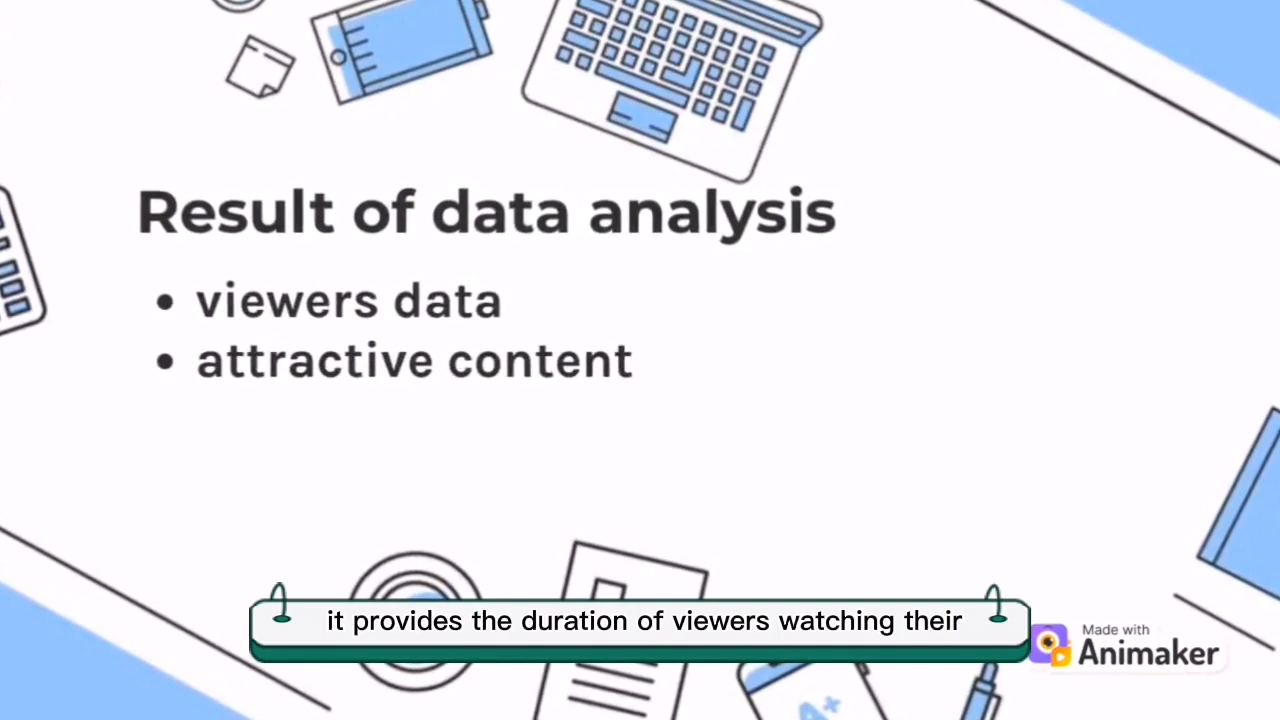 Result of data analysis
• viewers data
• attractive content
it provides the duration of viewers watching their
Made with
Animaker
A+